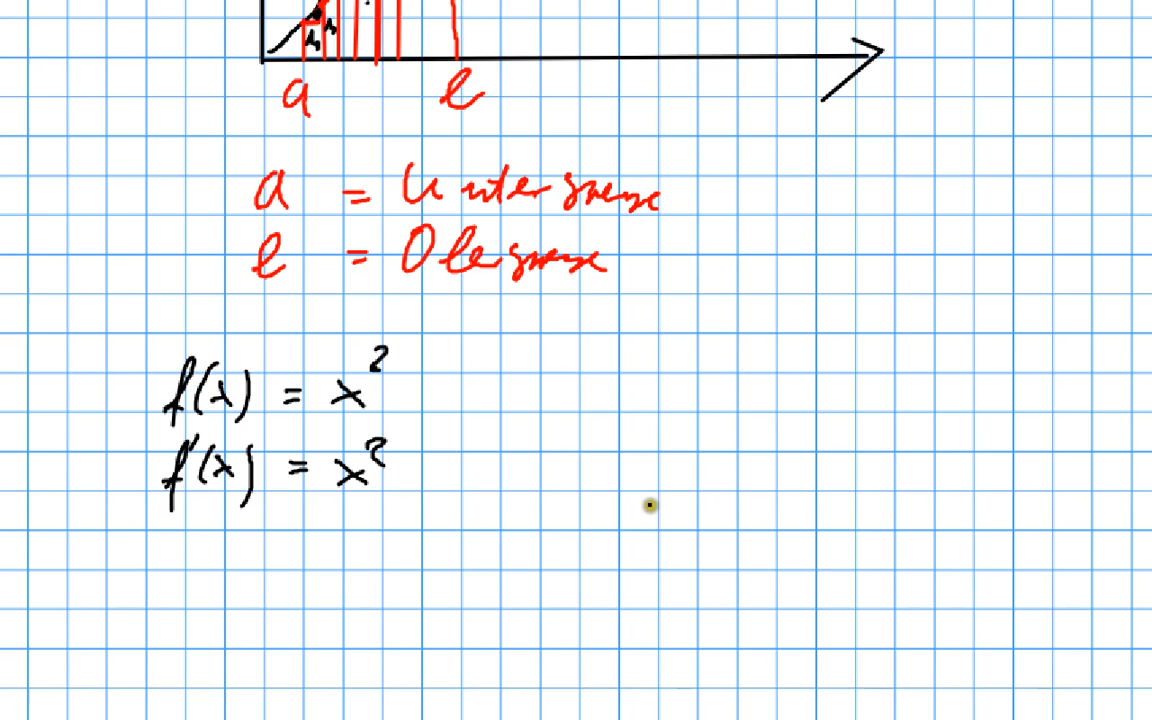 h h
a b
a = Untergrenze
b = Obergrenze
f(x) = x²
f'(x) = x²